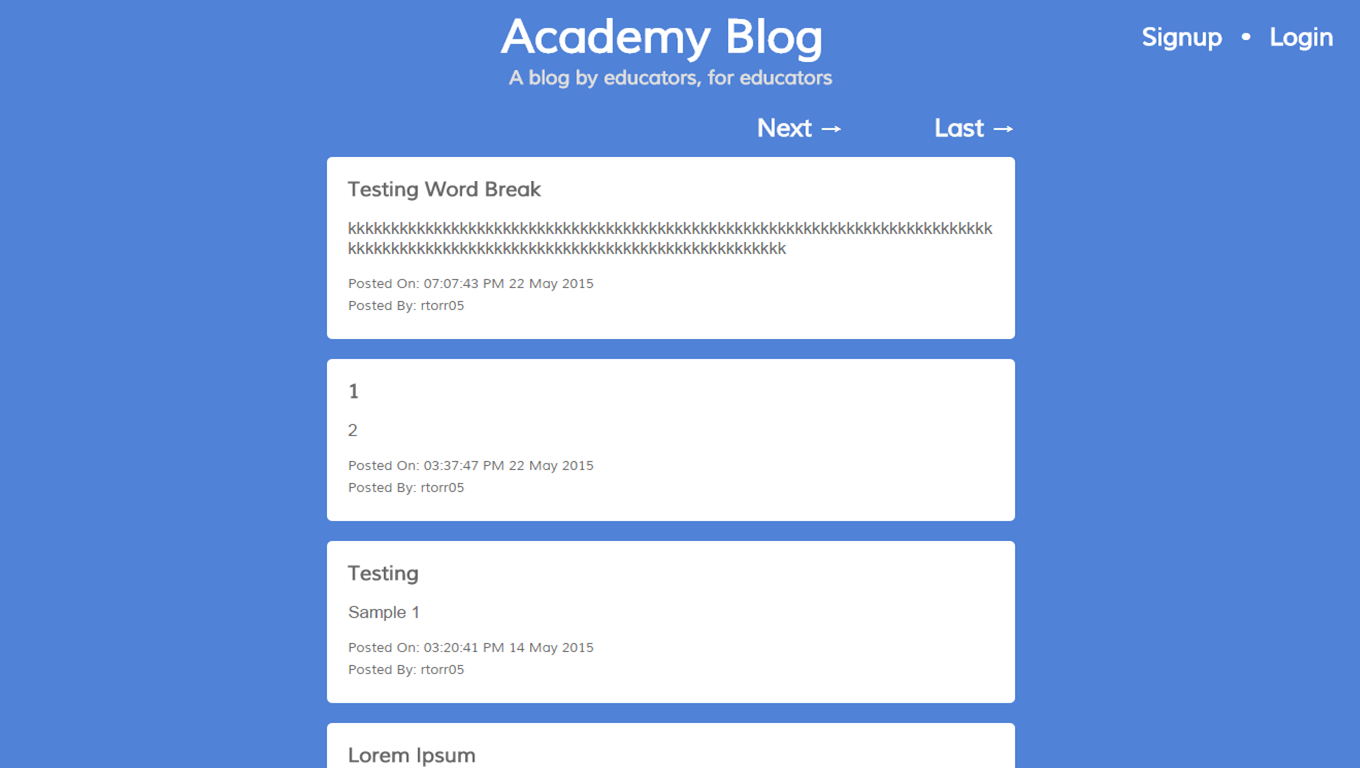 Academy Blog
Signup • Login
A blog by educators, for educators
Next → Last →
Testing Word Break
kkkkkkkkkkkkkkkkkkkkkkkkkkkkkkkkkkkkkkkkkkkkkkkkkkkkkkkkkkkkkkkkkkkkkkkkkkk
kkkkkkkkkkkkkkkkkkkkkkkkkkkkkkkkkkkkkkkkkkkkkkkkkkk
Posted On: 07:07:43 PM 22 May 2015
Posted By: rtorr05
1
2
Posted On: 03:37:47 PM 22 May 2015
Posted By: rtorr05
Testing
Sample 1
Posted On: 03:20:41 PM 14 May 2015
Posted By: rtorr05
Lorem Ipsum